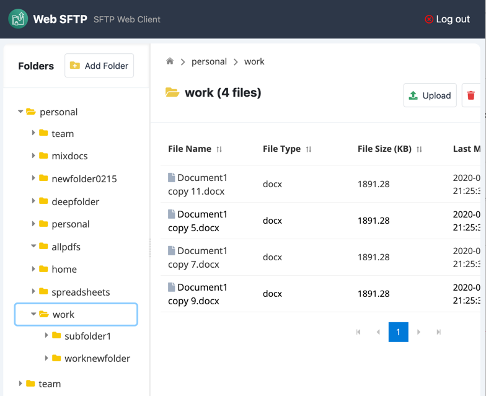 Web SFTP SFTP Web Client Log out
Folders Add Folder
personal > work
work (4 files)
Upload
personal
team
mixdocs
newfolder0215
deepfolder
personal
allpdfs
home
spreadsheets
work
subfolder1
worknewfolder
team
File Name File Type File Size (KB) Last M
Document1
copy 11.docx docx 1891.28 2020-0
21:25:3
Document1
copy 5.docx docx 1891.28 2020-0
21:25:3
Document1
copy 7.docx docx 1891.28 2020-0
21:25:3
Document1
copy 9.docx docx 1891.28 2020-0
21:25:3
1